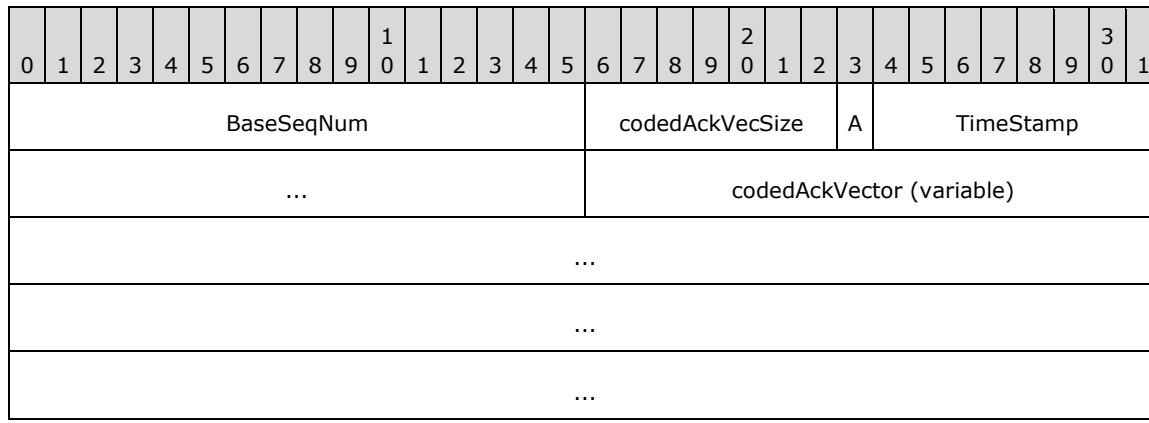 1 2 3
0 1 2 3 4 5 6 7 8 9 0 1 2 3 4 5 6 7 8 9 0 1 2 3 4 5 6 7 8 9 0 1
BaseSeqNum codedAckVecSize A TimeStamp
... codedAckVector (variable)
...
...
...